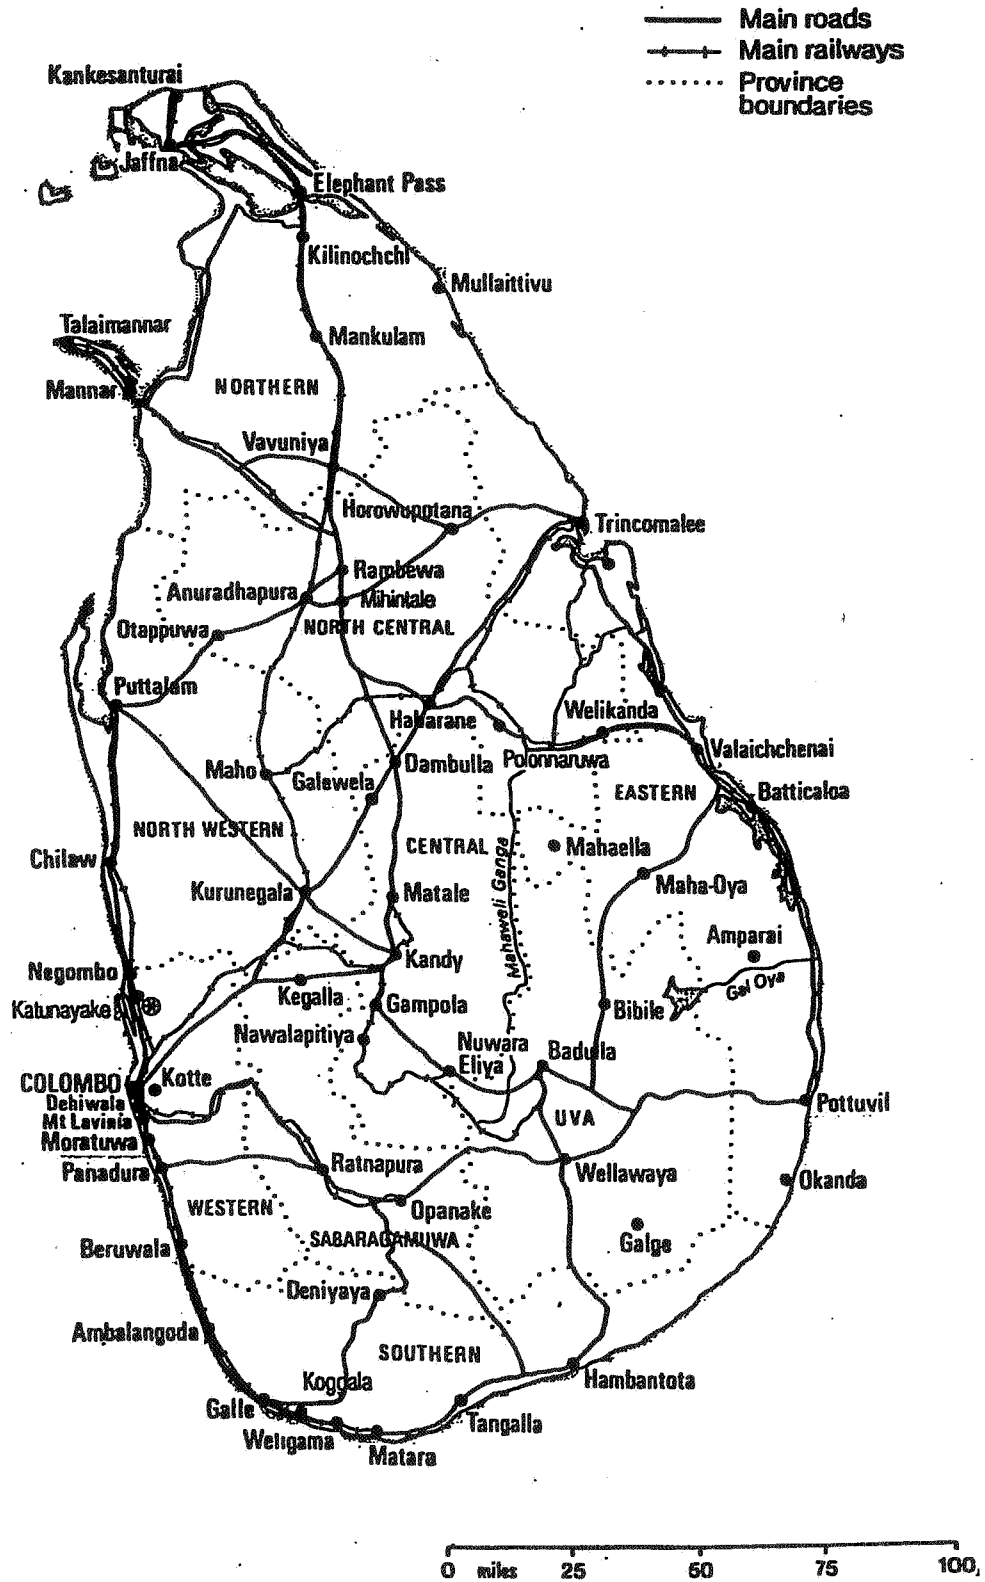 Main roads
Main railways
Province
boundaries
Kankesanturai
Jaffna
Elephant Pass
Kilinochchi
Mullaittivu
Talaimannar
Mankulam
Mannar
NORTHERN
Vavuniya
Horowupotana
Trincomalee
Rambewa
Anuradhapura
Mihintale
Otappuwa
NORTH CENTRAL
Puttalam
Habarane
Welikanda
Polonnaruwa
Valaichchenai
Maho
Galewela
Dambulla
EASTERN
Batticaloa
NORTH WESTERN
CENTRAL
Mahaella
Chilaw
Kurunegala
Matale
Maha-Oya
Mahaweli Ganga
Amparai
Kandy
Negombo
Kegalla
Gal Oya
Katunayake
Gampola
Bibile
Nawalapitiya
Nuwara
Eliya
Badulla
COLOMBO
Kotte
Dehiwala
Mt Lavinia
UVA
Pottuvil
Moratuwa
Panadura
Ratnapura
Wellawaya
Okanda
WESTERN
Opanake
SABARAGAMUWA
Galge
Beruwala
Deniyaya
Ambalangoda
SOUTHERN
Koggala
Hambantota
Galle
Tangalla
Weligama
Matara
0 miles 25 50 75 100